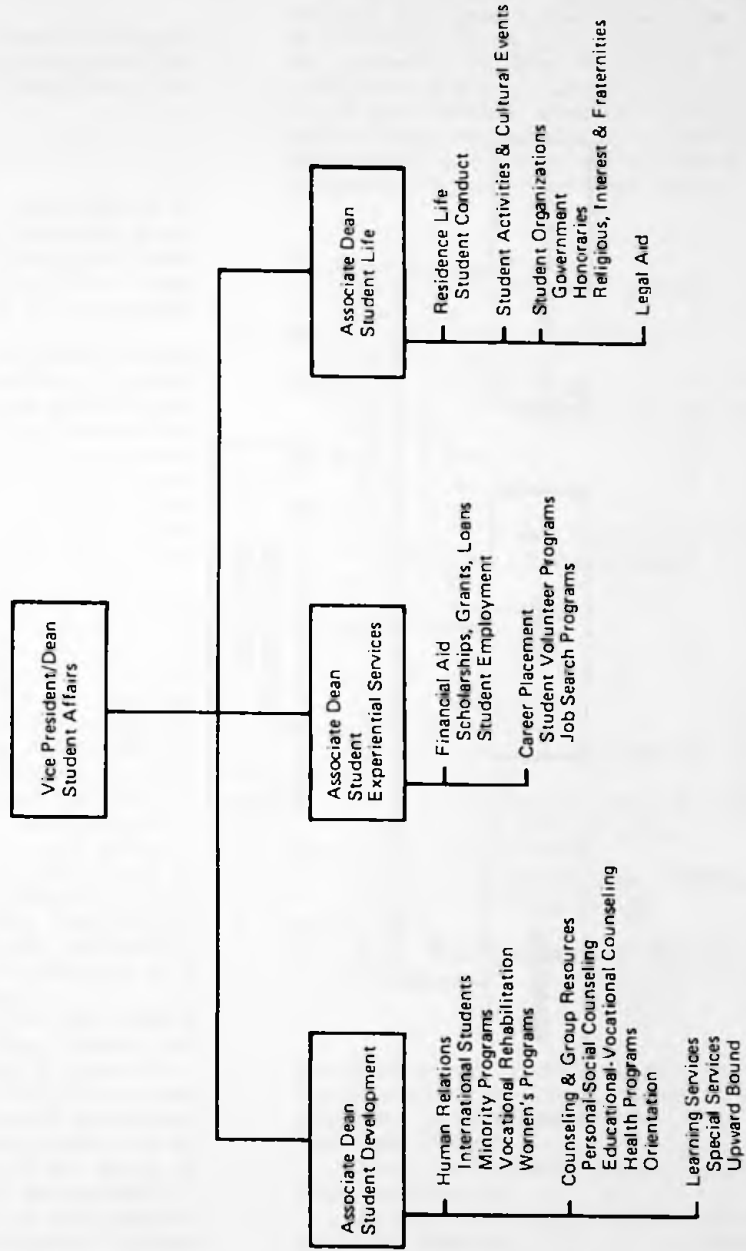 Vice President/Dean
Student Affairs
Associate Dean
Student Development
Human Relations
International Students
Minority Programs
Vocational Rehabilitation
Women's Programs
Counseling & Group Resources
Personal-Social Counseling
Educational-Vocational Counseling
Health Programs
Orientation
Learning Services
Special Services
Upward Bound
Associate Dean
Student
Experiential Services
Financial Aid
Scholarships, Grants, Loans
Student Employment
Career Placement
Student Volunteer Programs
Job Search Programs
Associate Dean
Student Life
Residence Life
Student Conduct
Student Activities & Cultural Events
Student Organizations
Government
Honoraries
Religious, Interest & Fraternities
Legal Aid